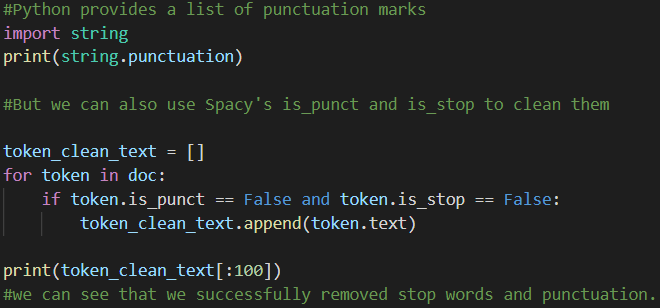 #Python provides a list of punctuation marks
import string
print(string.punctuation)
#But we can also use Spacy's is_punct and is_stop to clean them
token_clean_text = []
for token in doc:
    if token.is_punct == False and token.is_stop == False:
        token_clean_text.append(token.text)
print(token_clean_text[:100])
#we can see that we successfully removed stop words and punctuation.